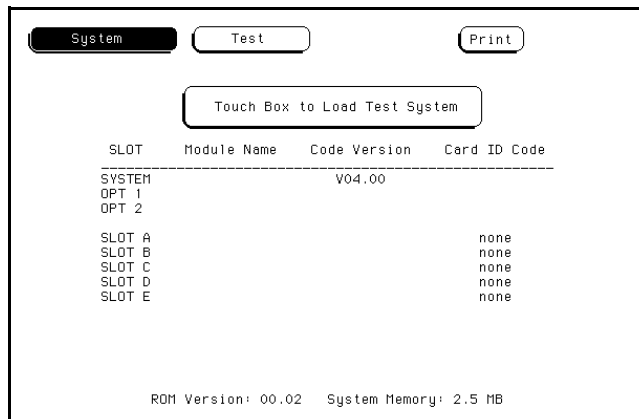 System Test Print
Touch Box to Load Test System
SLOT Module Name Code Version Card ID Code
SYSTEM V04.00
OPT 1
OPT 2
SLOT A none
SLOT B none
SLOT C none
SLOT D none
SLOT E none
ROM Version: 00.02 System Memory: 2.5 MB